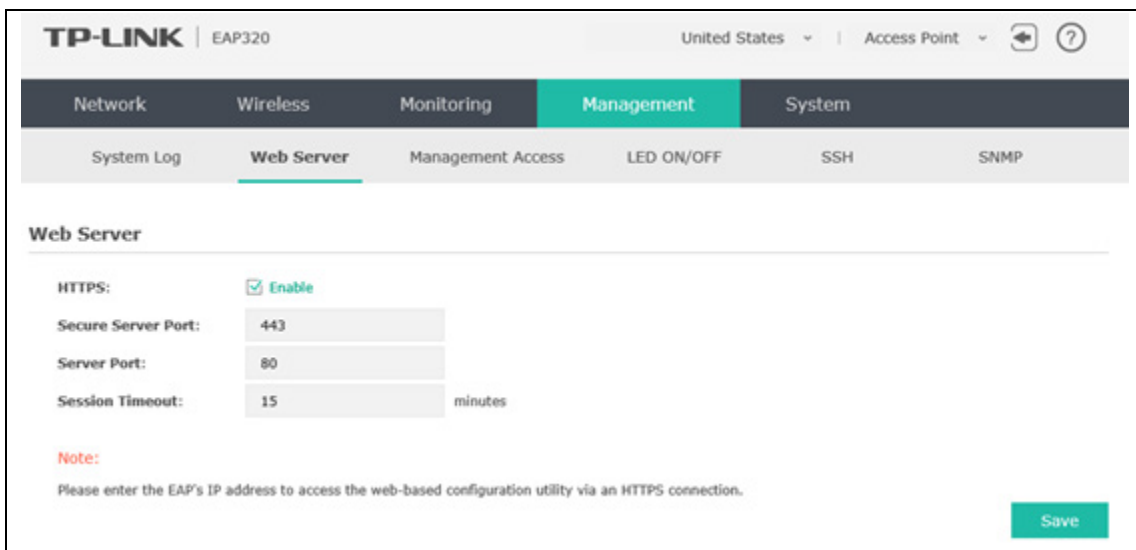 TP-LINK | EAP320 United States | Access Point ?
Network Wireless Monitoring Management System
System Log Web Server Management Access LED ON/OFF SSH SNMP
Web Server
HTTPS: Enable
Secure Server Port: 443
Server Port: 80
Session Timeout: 15 minutes
Note:
Please enter the EAP's IP address to access the web-based configuration utility via an HTTPS connection.
Save